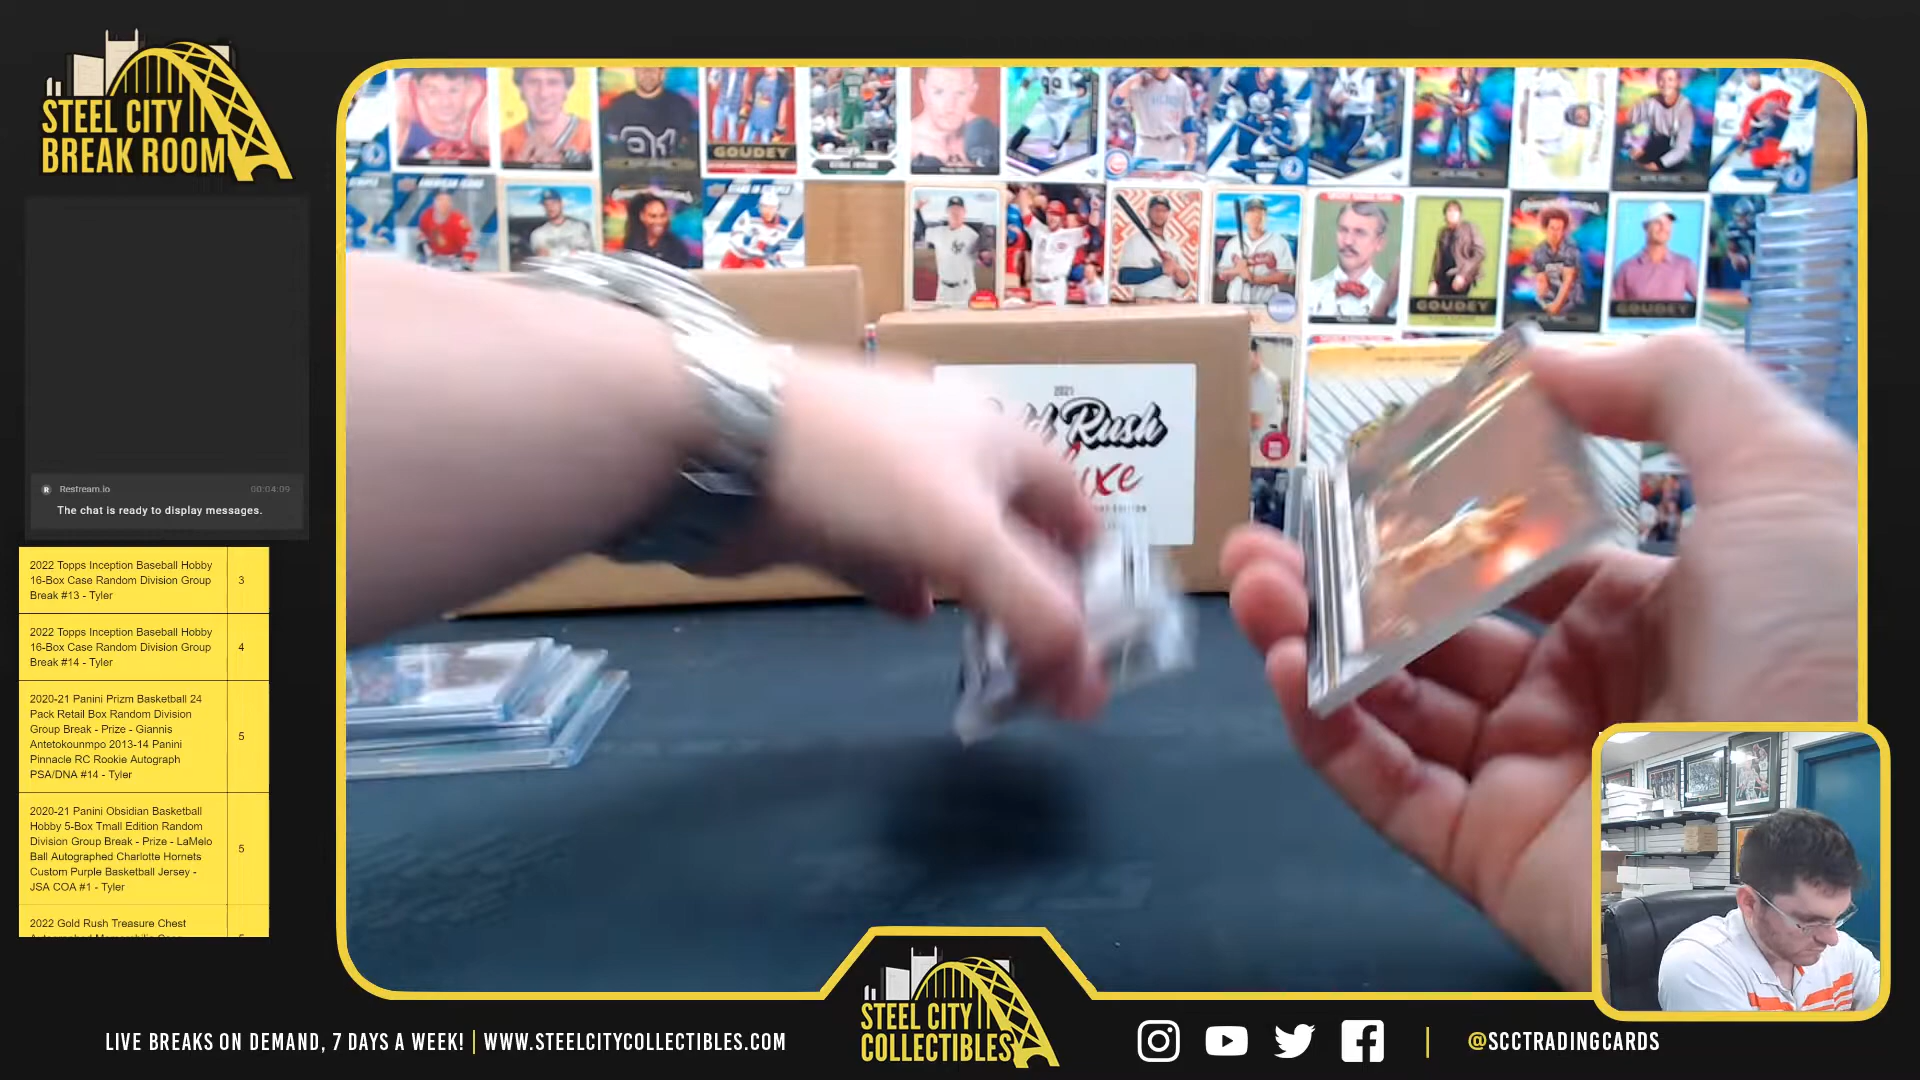 STEEL CITY
BREAK ROOM
Restream.io 00:04:09
The chat is ready to display messages.
2022 Topps Inception Baseball Hobby
16-Box Case Random Division Group
Break #13 - Tyler
3
2022 Topps Inception Baseball Hobby
16-Box Case Random Division Group
Break #14 - Tyler
4
2020-21 Panini Prizm Basketball 24
Pack Retail Box Random Division
Group Break - Prize - Giannis
Antetokounmpo 2013-14 Panini
Pinnacle RC Rookie Autograph
PSA/DNA #14 - Tyler
5
2020-21 Panini Obsidian Basketball
Hobby 5-Box Tmall Edition Random
Division Group Break - Prize - LaMelo
Ball Autographed Charlotte Hornets
Custom Purple Basketball Jersey -
JSA COA #1 - Tyler
5
2022 Gold Rush Treasure Chest
GOUDEY
GOUDEY
GOUDEY
2021
Rush
STEEL CITY
COLLECTIBLES
LIVE BREAKS ON DEMAND, 7 DAYS A WEEK! | WWW.STEELCITYCOLLECTIBLES.COM
@SCCTRADINGCARDS